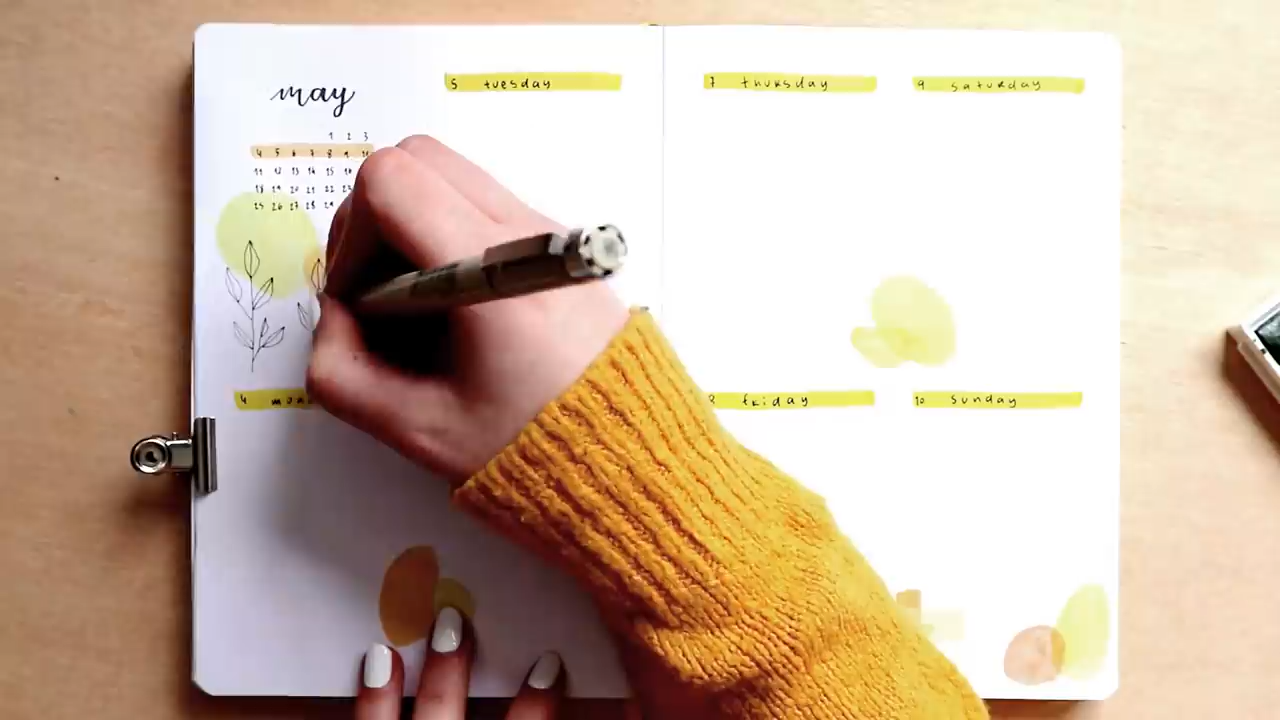 may
1 2 3
4 5 6 7 8 9 10
11 12 13 14 15 16
18 19 20 21 22 23
25 26 27 28 29
4
5 tuesday
7 thursday
8 friday
9 saturday
10 sunday